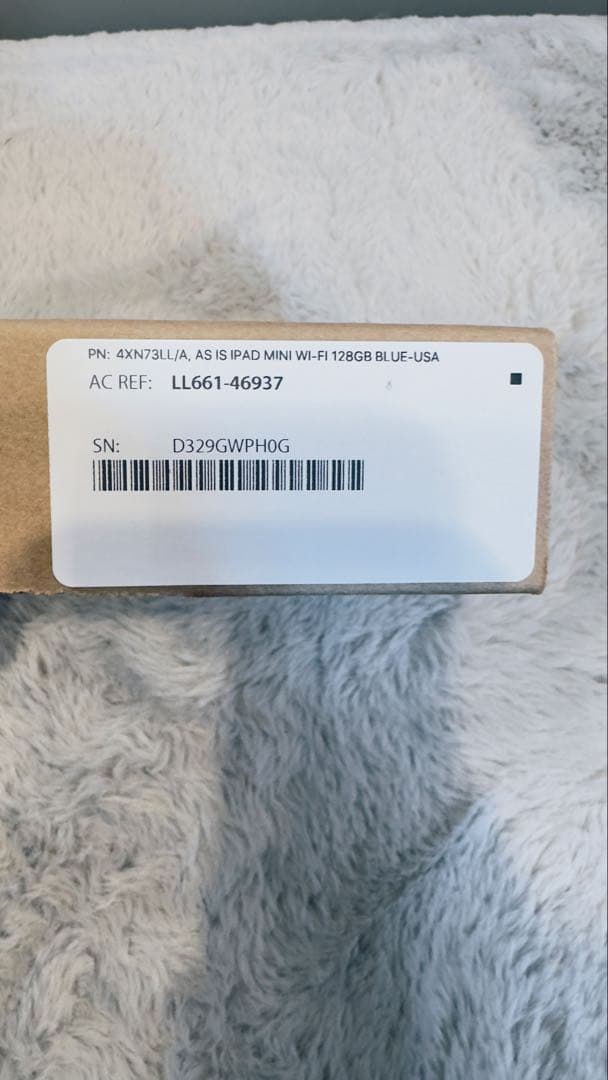 PN: 4XN73LL/A, AS IS IPAD MINI WI-FI 128GB BLUE-USA
AC REF: LL661-46937
SN: D329GWPH0G